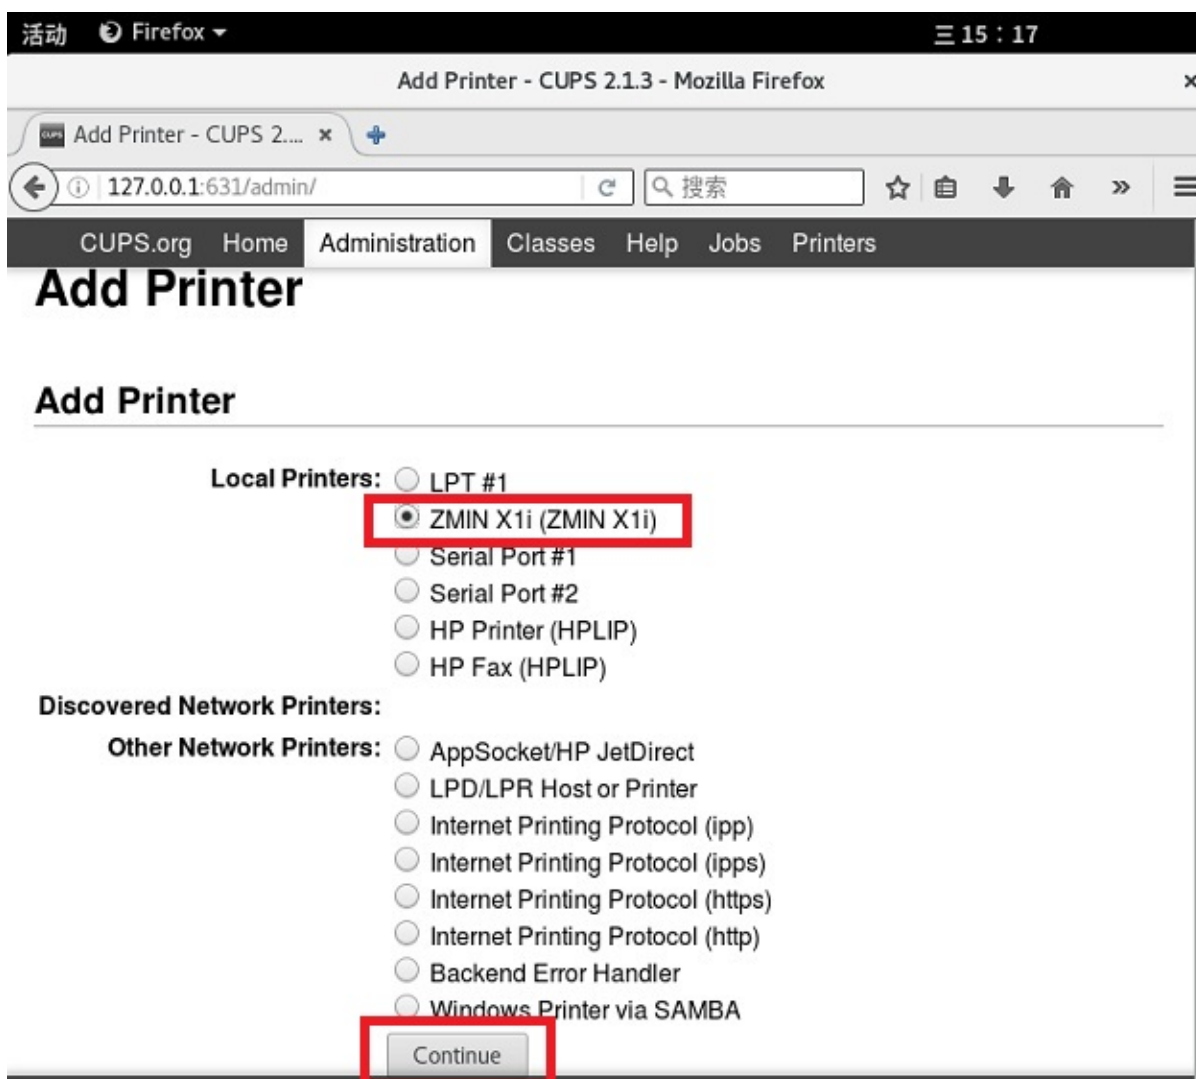 活动 Firefox 三 15：17
Add Printer - CUPS 2.1.3 - Mozilla Firefox
Add Printer - CUPS 2....
127.0.0.1:631/admin/ 搜索
CUPS.org Home Administration Classes Help Jobs Printers
Add Printer
Add Printer
Local Printers: LPT #1
ZMIN X1i (ZMIN X1i)
Serial Port #1
Serial Port #2
HP Printer (HPLIP)
HP Fax (HPLIP)
Discovered Network Printers:
Other Network Printers: AppSocket/HP JetDirect
LPD/LPR Host or Printer
Internet Printing Protocol (ipp)
Internet Printing Protocol (ipps)
Internet Printing Protocol (https)
Internet Printing Protocol (http)
Backend Error Handler
Windows Printer via SAMBA
Continue